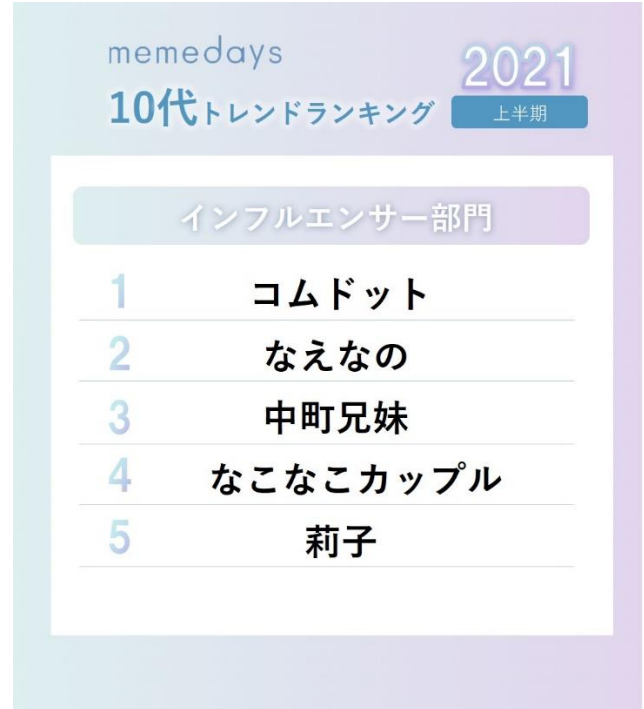 memedays
2021
10代トレンドランキング
上半期
インフルエンサー部門
1 コムドット
2 なえなの
3 中町兄妹
4 なこなこカップル
5 莉子